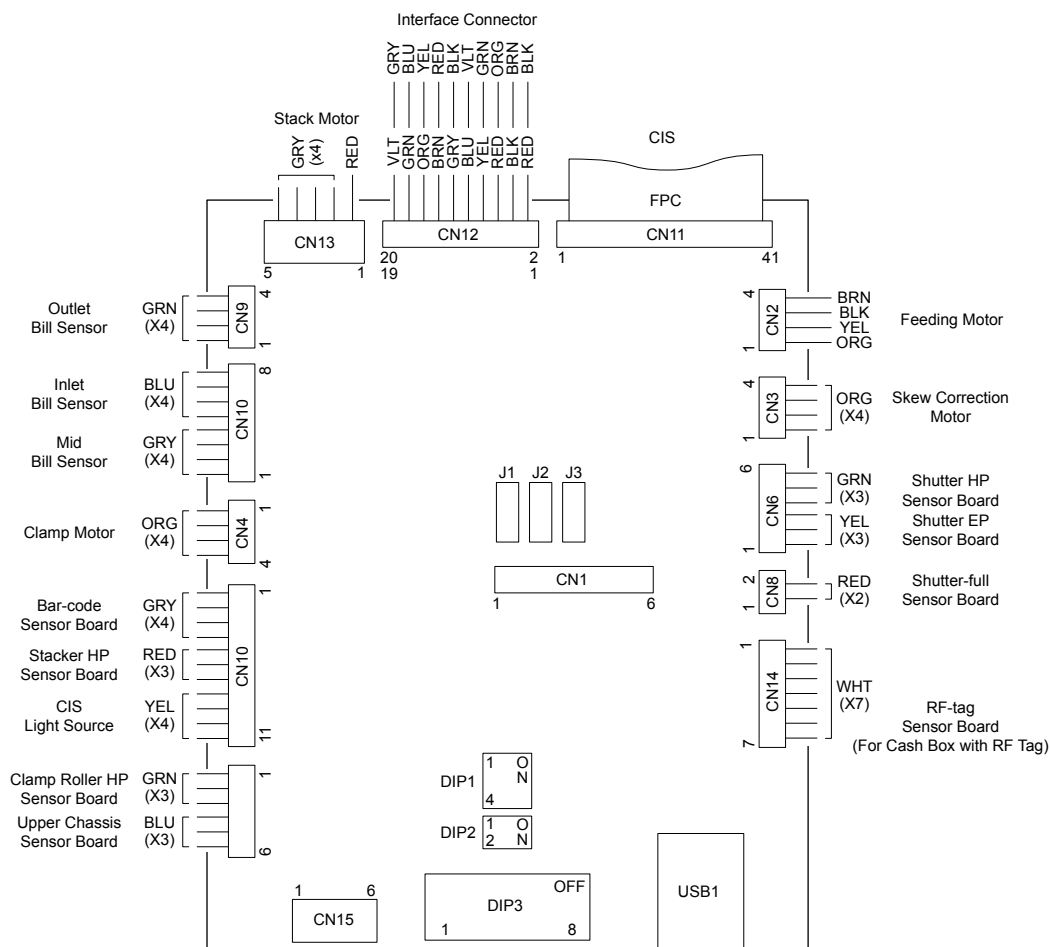 Interface Connector
GRY
BLU
YEL
RED
BLK
VLT
GRN
ORG
BRN
BLK
VLT
GRN
ORG
BRN
GRY
BLU
YEL
RED
BLK
RED
Stack Motor
GRY
(x4)
RED
CIS
FPC
CN13
5 1
CN12
20 2
19 1
CN11
1 41
Outlet
Bill Sensor
GRN
(X4)
4
CN9
1
Inlet
Bill Sensor
BLU
(X4)
Mid
Bill Sensor
GRY
(X4)
8
CN10
1
Clamp Motor
ORG
(X4)
1
CN4
4
Bar-code
Sensor Board
GRY
(X4)
Stacker HP
Sensor Board
RED
(X3)
CIS
Light Source
YEL
(X4)
1
CN10
11
Clamp Roller HP
Sensor Board
GRN
(X3)
Upper Chassis
Sensor Board
BLU
(X3)
1
6
4
CN2
1
BRN
BLK
YEL
ORG
Feeding Motor
4
CN3
1
ORG
(X4)
Skew Correction
Motor
6
CN6
1
GRN
(X3)
Shutter HP
Sensor Board
YEL
(X3)
Shutter EP
Sensor Board
2
CN8
1
RED
(X2)
Shutter-full
Sensor Board
1
CN14
7
WHT
(X7)
RF-tag
Sensor Board
(For Cash Box with RF Tag)
J1 J2 J3
CN1
1 6
DIP1
1 O
N
4
DIP2
1 O
2 N
1 6
CN15
OFF
DIP3
1 8
USB1